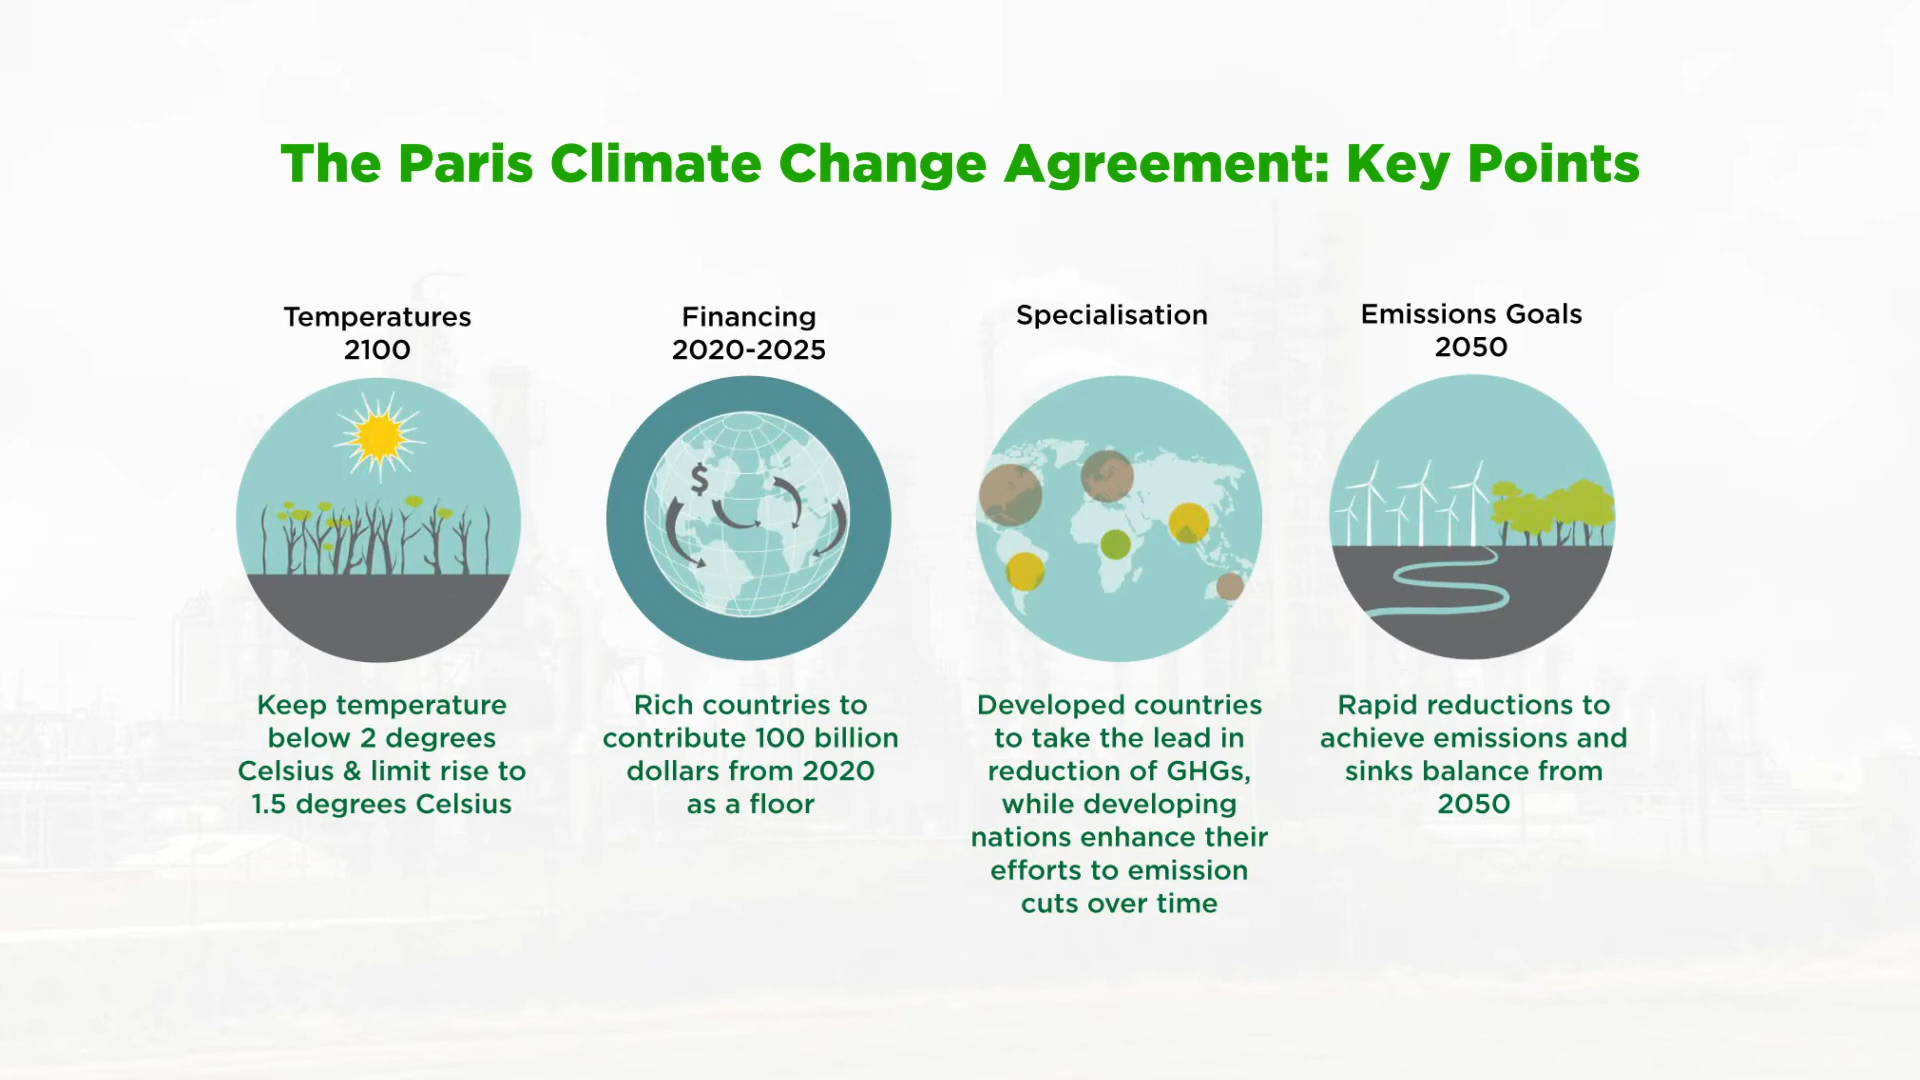 The Paris Climate Change Agreement: Key Points
Temperatures
2100
Keep temperature
below 2 degrees
Celsius & limit rise to
1.5 degrees Celsius
Financing
2020-2025
$
Rich countries to
contribute 100 billion
dollars from 2020
as a floor
Specialisation
Developed countries
to take the lead in
reduction of GHGs,
while developing
nations enhance their
efforts to emission
cuts over time
Emissions Goals
2050
Rapid reductions to
achieve emissions and
sinks balance from
2050